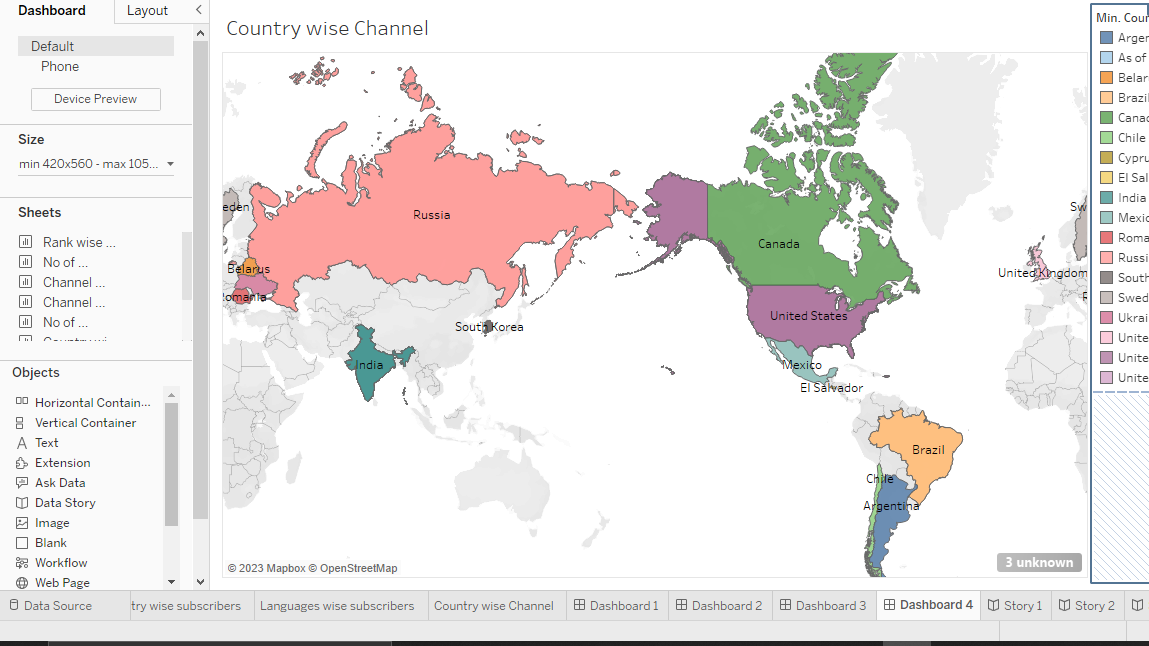 Dashboard
Layout
Default
Phone
Device Preview
Size
min 420x560 - max 105...
Sheets
Rank wise ...
No of ...
Channel ...
Channel ...
No of ...
Objects
Horizontal Contain...
Vertical Container
Text
Extension
Ask Data
Data Story
Image
Blank
Workflow
Web Page
Country wise Channel
Russia
eden
Belarus
omania
South Korea
India
Canada
United States
Mexico
El Salvador
Brazil
Chile
Argentina
Sw
United Kingdom
R
© 2023 Mapbox © OpenStreetMap
3 unknown
Min. Cour
Argen
As of
Belar
Brazil
Canac
Chile
Cypru
El Sal
India
Mexic
Roma
Russi
South
Swed
Ukrai
Unite
Unite
Unite
Data Source
try wise subscribers
Languages wise subscribers
Country wise Channel
Dashboard 1
Dashboard 2
Dashboard 3
Dashboard 4
Story 1
Story 2